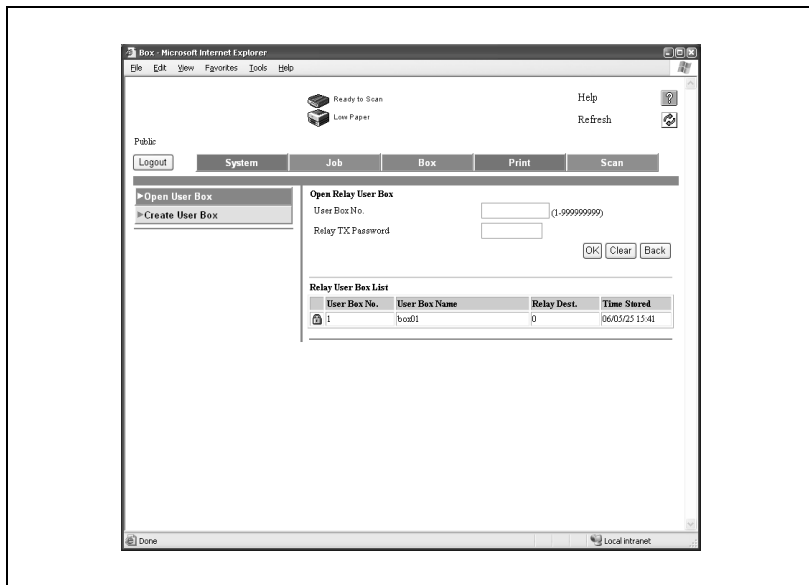 Box - Microsoft Internet Explorer
File Edit View Favorites Tools Help
Ready to Scan
Help
Low Paper
Refresh
Public
Logout System Job Box Print Scan
Open User Box
Create User Box
Open Relay User Box
User Box No. (1-999999999)
Relay TX Password
OK Clear Back
Relay User Box List
User Box No. User Box Name Relay Dest. Time Stored
1 box01 0 06/05/25 15:41
Done Local intranet